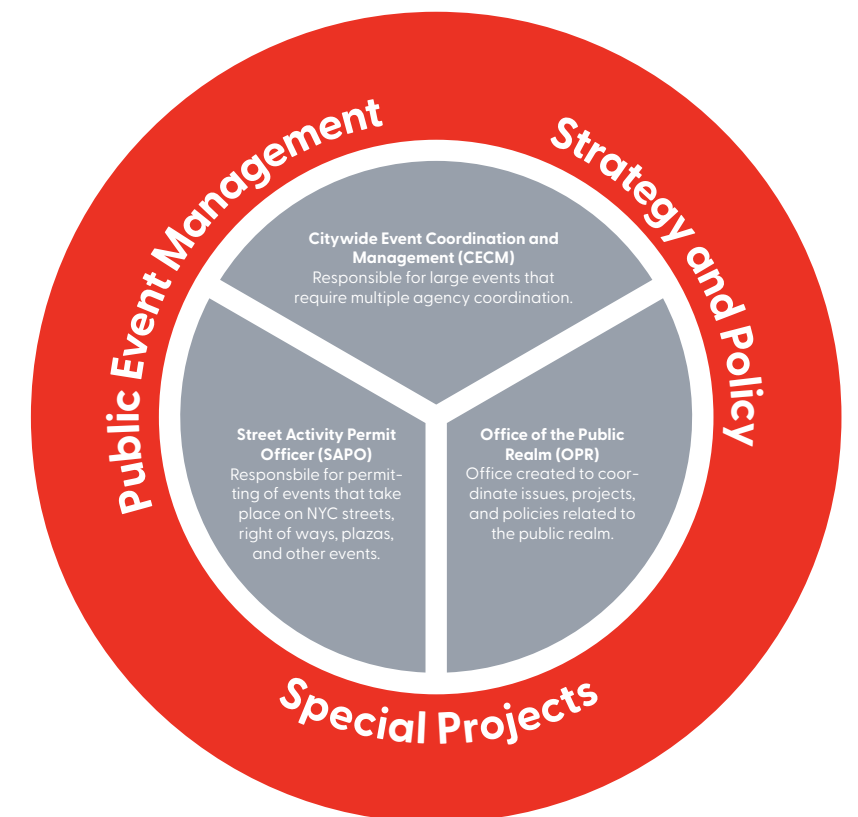 Public Event Management
Strategy and Policy
Citywide Event Coordination and
Management (CECM)
Responsible for large events that
require multiple agency coordination.
Street Activity Permit
Officer (SAPO)
Responsbile for permit-
ting of events that take
place on NYC streets,
right of ways, plazas,
and other events.
Office of the Public
Realm (OPR)
Office created to coor-
dinate issues, projects,
and policies related to
the public realm.
Special Projects